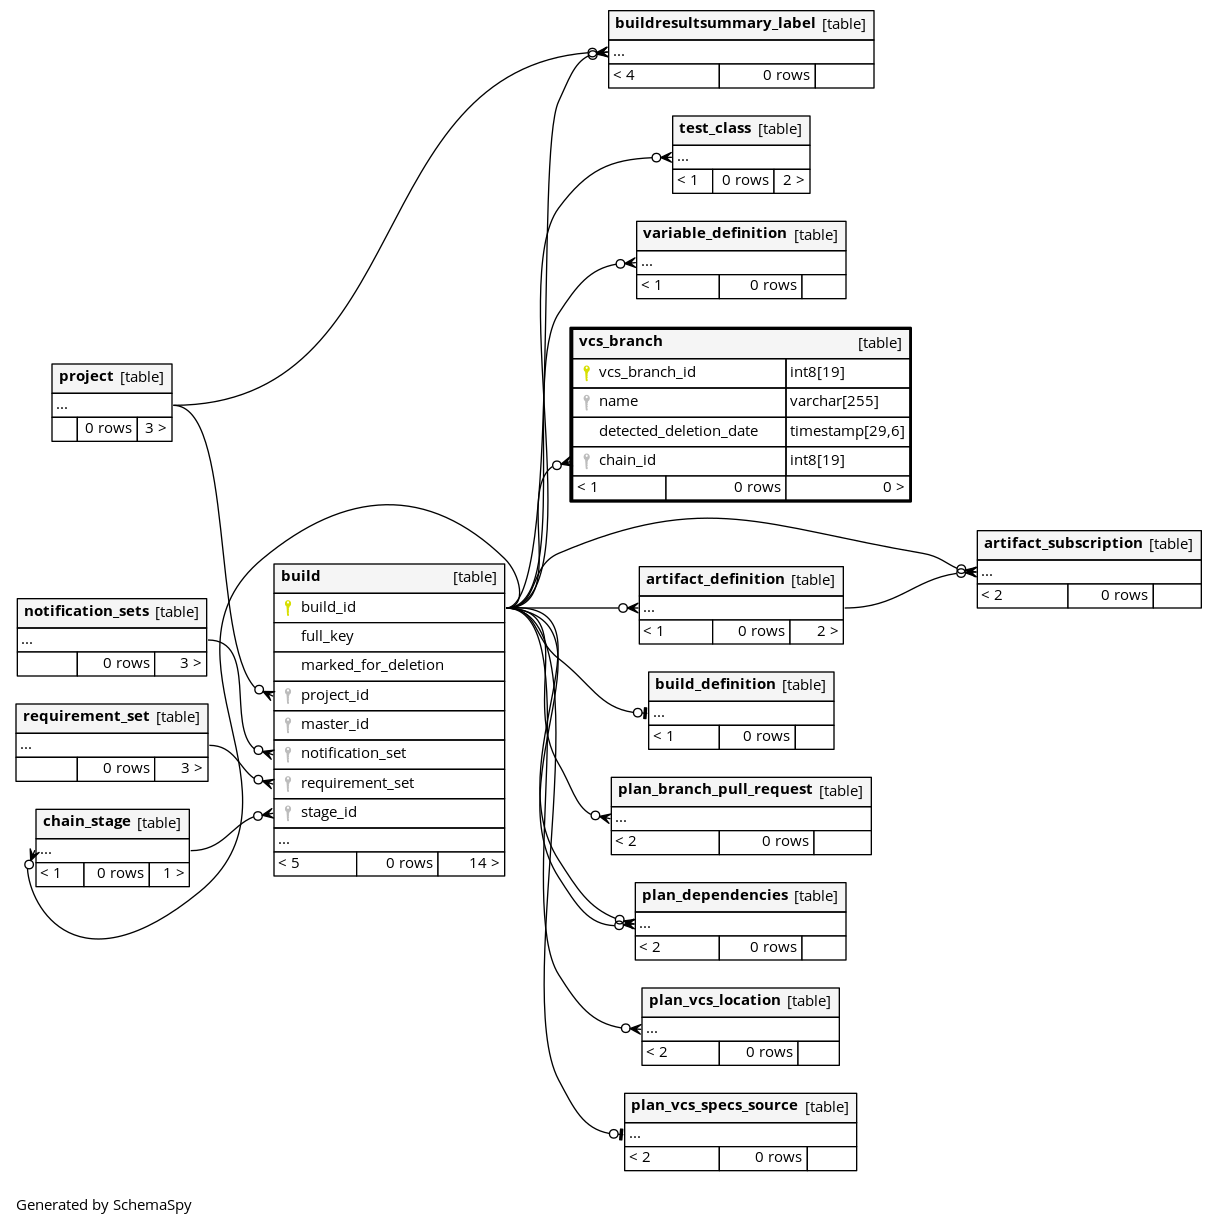 buildresultsummary_label [table]
...
< 4 0 rows
test_class [table]
...
< 1 0 rows 2 >
variable_definition [table]
...
< 1 0 rows
vcs_branch [table]
vcs_branch_id int8[19]
name varchar[255]
detected_deletion_date timestamp[29,6]
chain_id int8[19]
< 1 0 rows 0 >
project [table]
...
0 rows 3 >
artifact_subscription [table]
...
< 2 0 rows
build [table]
build_id
full_key
marked_for_deletion
project_id
master_id
notification_set
requirement_set
stage_id
...
< 5 0 rows 14 >
artifact_definition [table]
...
< 1 0 rows 2 >
notification_sets [table]
...
0 rows 3 >
build_definition [table]
...
< 1 0 rows
requirement_set [table]
...
0 rows 3 >
plan_branch_pull_request [table]
...
< 2 0 rows
chain_stage [table]
...
< 1 0 rows 1 >
plan_dependencies [table]
...
< 2 0 rows
plan_vcs_location [table]
...
< 2 0 rows
plan_vcs_specs_source [table]
...
< 2 0 rows
Generated by SchemaSpy